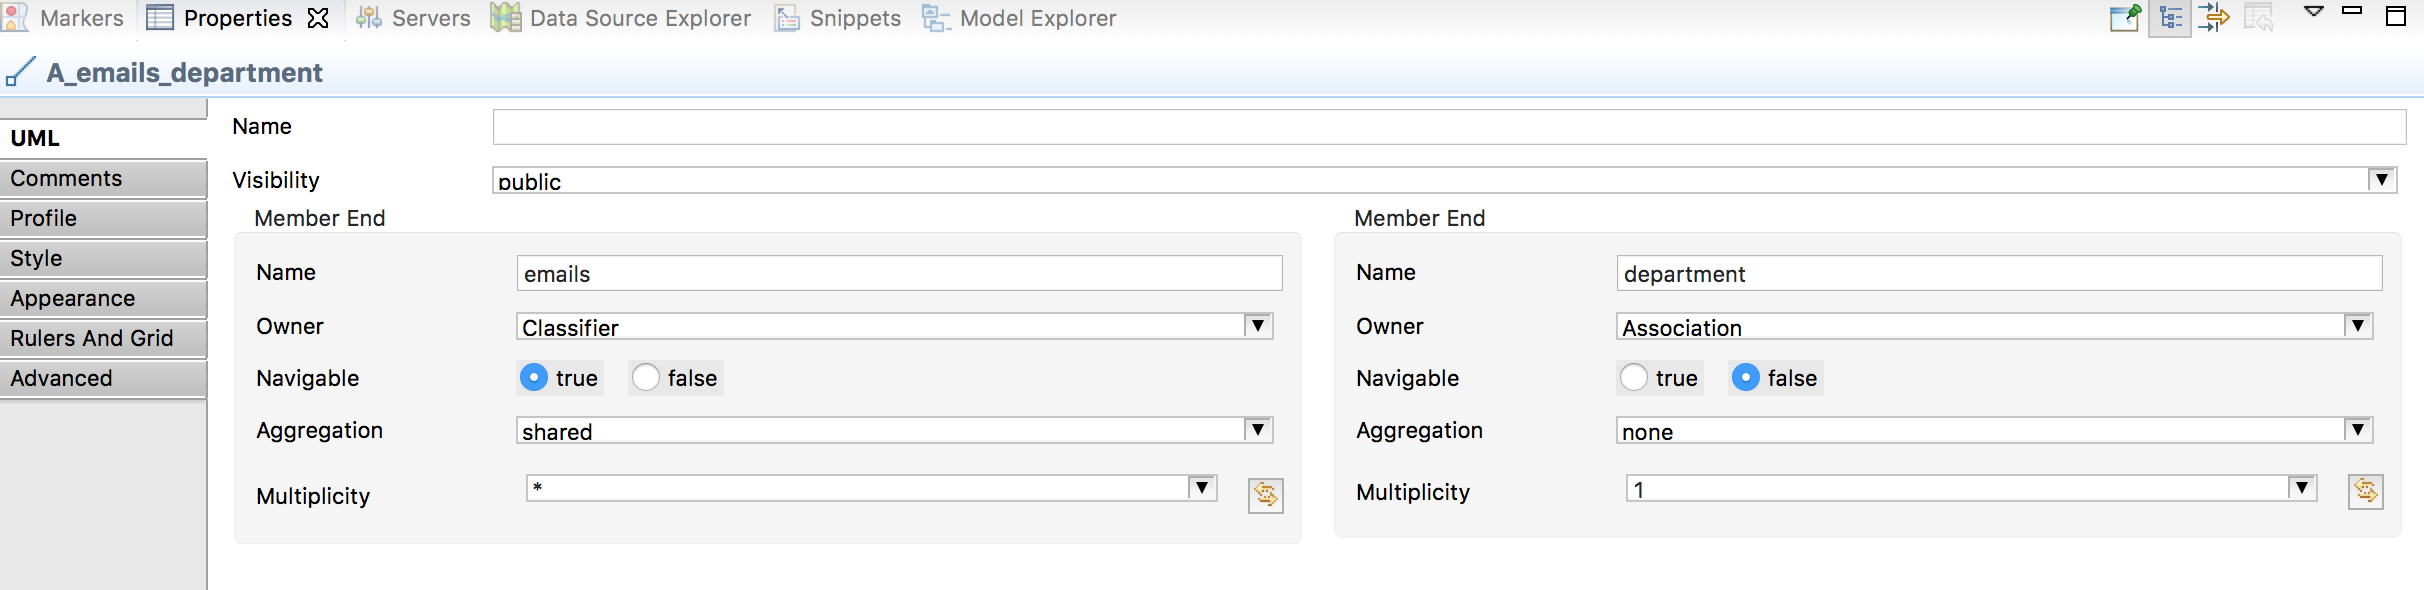 Markers Properties Servers Data Source Explorer Snippets Model Explorer
A_emails_department
UML
Comments
Profile
Style
Appearance
Rulers And Grid
Advanced
Name
Visibility public
Member End
Name emails
Owner Classifier
Navigable true false
Aggregation shared
Multiplicity *
Member End
Name department
Owner Association
Navigable true false
Aggregation none
Multiplicity 1